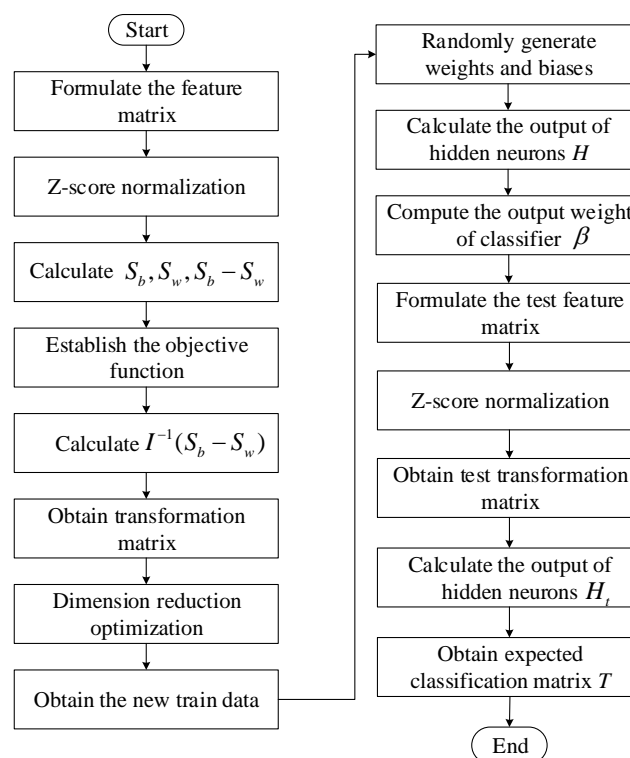 Start
Formulate the feature
matrix
Z-score normalization
Calculate S_b, S_w, S_b − S_w
Establish the objective
function
Calculate I^{-1}(S_b − S_w)
Obtain transformation
matrix
Dimension reduction
optimization
Obtain the new train data
Randomly generate
weights and biases
Calculate the output of
hidden neurons H
Compute the output weight
of classifier β
Formulate the test feature
matrix
Z-score normalization
Obtain test transformation
matrix
Calculate the output of
hidden neurons H_t
Obtain expected
classification matrix T
End